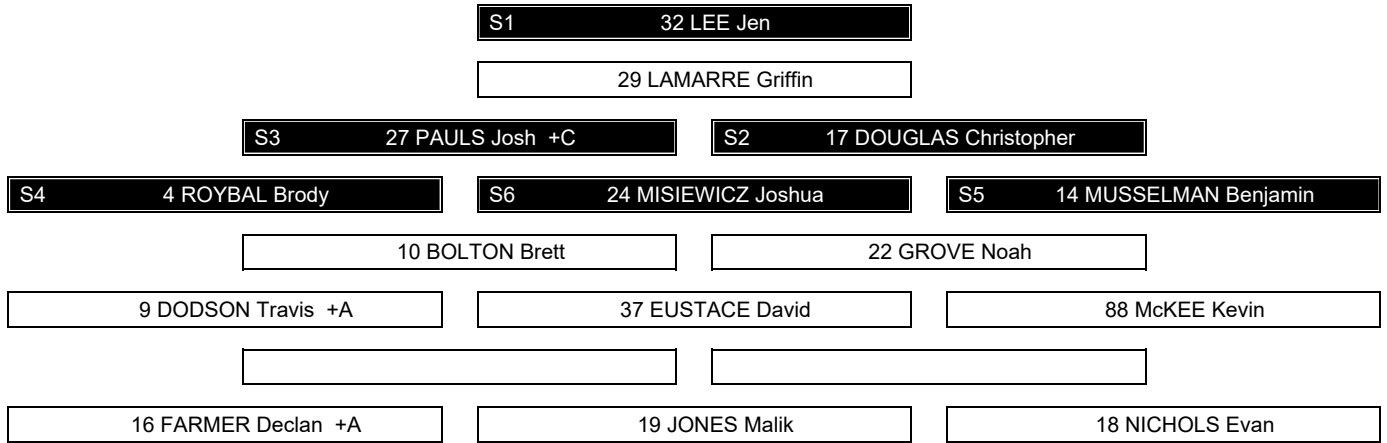 S1 32 LEE Jen
29 LAMARRE Griffin
S3 27 PAULS Josh +C S2 17 DOUGLAS Christopher
S4 4 ROYBAL Brody S6 24 MISIEWICZ Joshua S5 14 MUSSELMAN Benjamin
10 BOLTON Brett 22 GROVE Noah
9 DODSON Travis +A 37 EUSTACE David 88 McKEE Kevin
16 FARMER Declan +A 19 JONES Malik 18 NICHOLS Evan